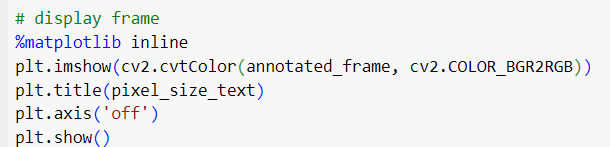 # display frame
%matplotlib inline
plt.imshow(cv2.cvtColor(annotated_frame, cv2.COLOR_BGR2RGB))
plt.title(pixel_size_text)
plt.axis('off')
plt.show()